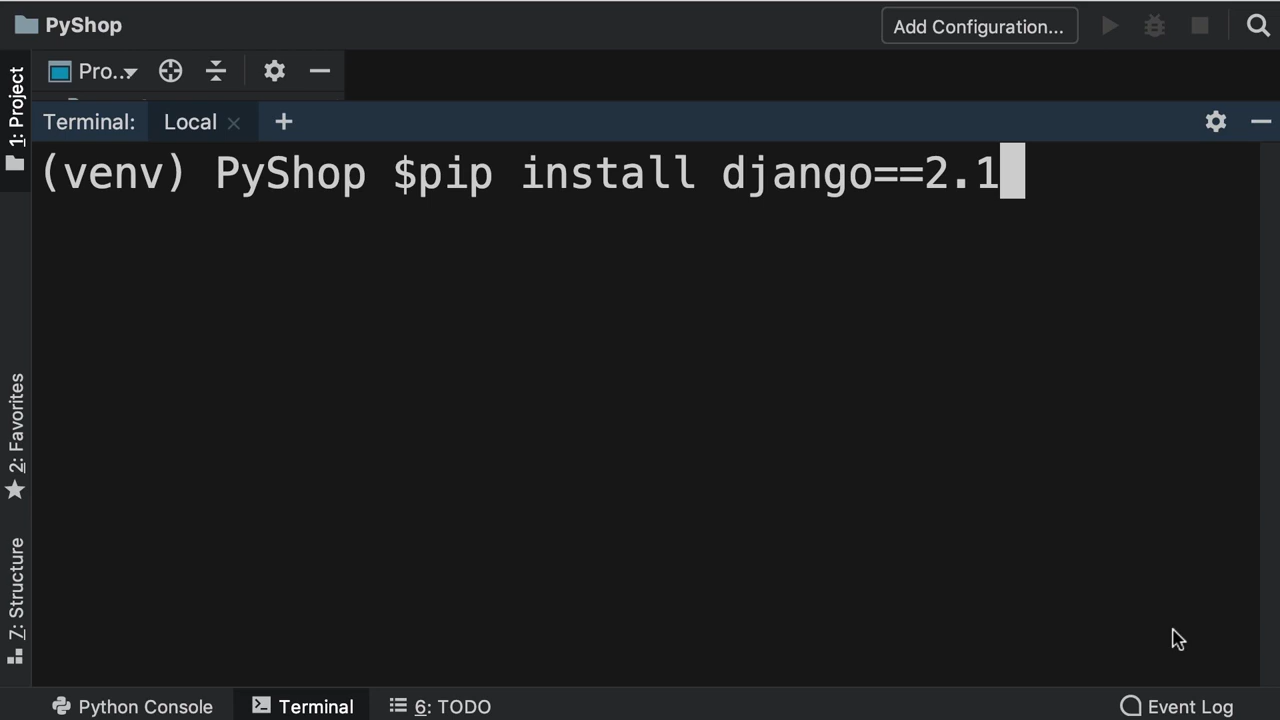 PyShop
Add Configuration...
Pro..
1: Project
Terminal:
Local
(venv) PyShop $pip install django==2.1
2: Favorites
7: Structure
Python Console
Terminal
6: TODO
Event Log